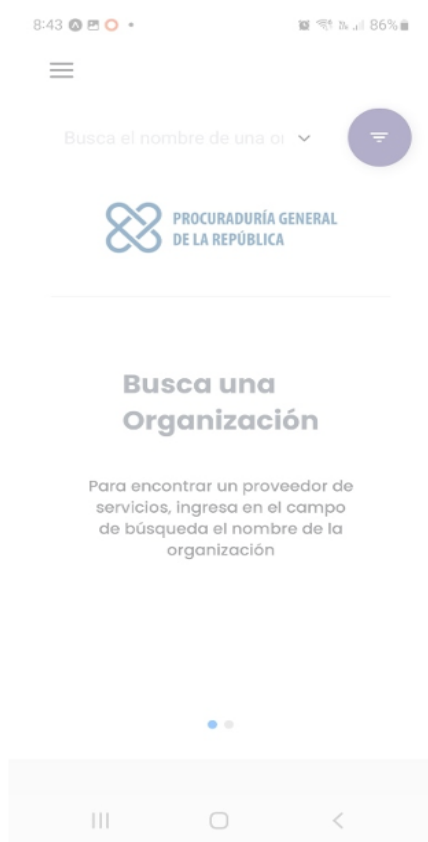 8:43
86%
Busca el nombre de una
PROCURADURÍA GENERAL
DE LA REPÚBLICA
Busca una
Organización
Para encontrar un proveedor de
servicios, ingresa en el campo
de búsqueda el nombre de la
organización